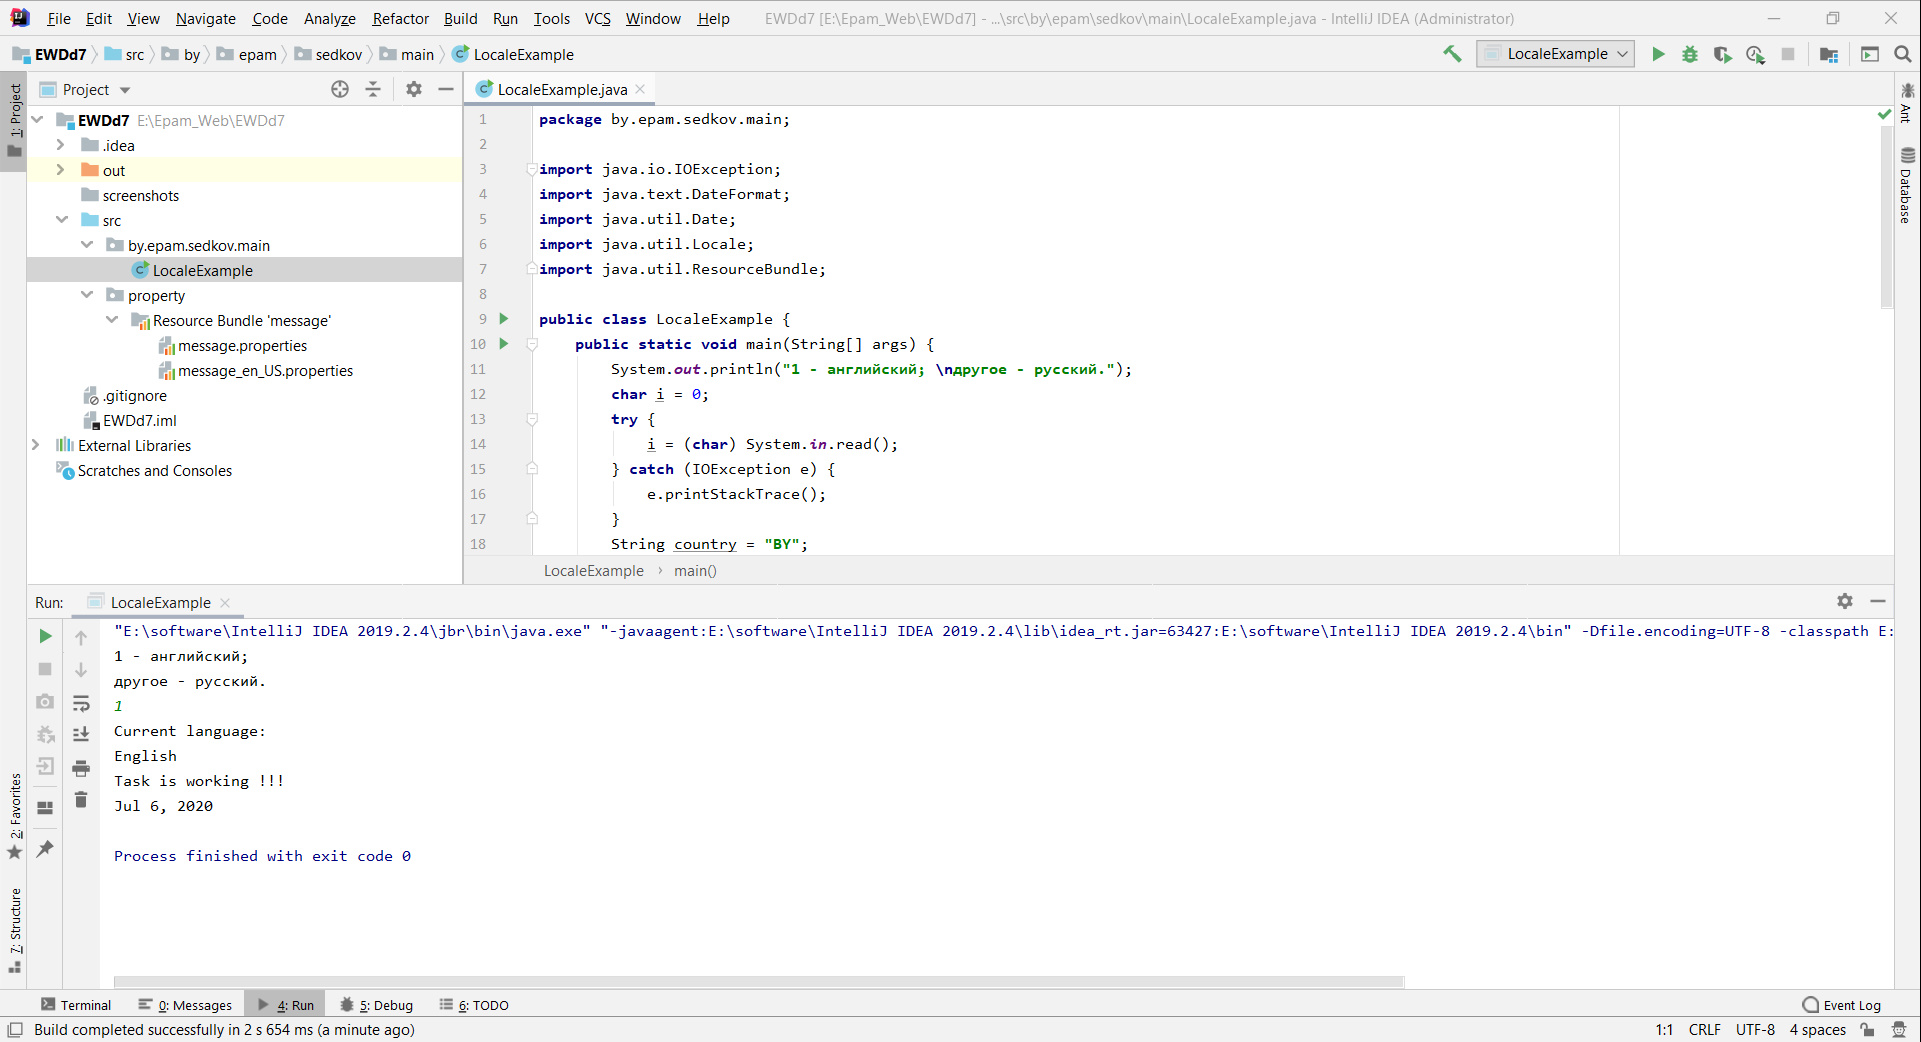 File Edit View Navigate Code Analyze Refactor Build Run Tools VCS Window Help EWDd7 [E:\Epam_Web\EWDd7] - ...\src\by\epam\sedkov\main\LocaleExample.java - IntelliJ IDEA (Administrator)
EWDd7 src by epam sedkov main LocaleExample LocaleExample
1: Project
Project
EWDd7 E:\Epam_Web\EWDd7
.idea
out
screenshots
src
by.epam.sedkov.main
LocaleExample
property
Resource Bundle 'message'
message.properties
message_en_US.properties
.gitignore
EWDd7.iml
External Libraries
Scratches and Consoles
LocaleExample.java
1 package by.epam.sedkov.main;
2
3 import java.io.IOException;
4 import java.text.DateFormat;
5 import java.util.Date;
6 import java.util.Locale;
7 import java.util.ResourceBundle;
8
9 public class LocaleExample {
10 public static void main(String[] args) {
11 System.out.println("1 - английский; \nдругое - русский.");
12 char i = 0;
13 try {
14 i = (char) System.in.read();
15 } catch (IOException e) {
16 e.printStackTrace();
17 }
18 String country = "BY";
LocaleExample › main()
Ant
Database
Run: LocaleExample
"E:\software\IntelliJ IDEA 2019.2.4\jbr\bin\java.exe" "-javaagent:E:\software\IntelliJ IDEA 2019.2.4\lib\idea_rt.jar=63427:E:\software\IntelliJ IDEA 2019.2.4\bin" -Dfile.encoding=UTF-8 -classpath E:
1 - английский;
другое - русский.
1
Current language:
English
Task is working !!!
Jul 6, 2020
Process finished with exit code 0
2: Favorites
7: Structure
Terminal 0: Messages 4: Run 5: Debug 6: TODO Event Log
Build completed successfully in 2 s 654 ms (a minute ago) 1:1 CRLF UTF-8 4 spaces